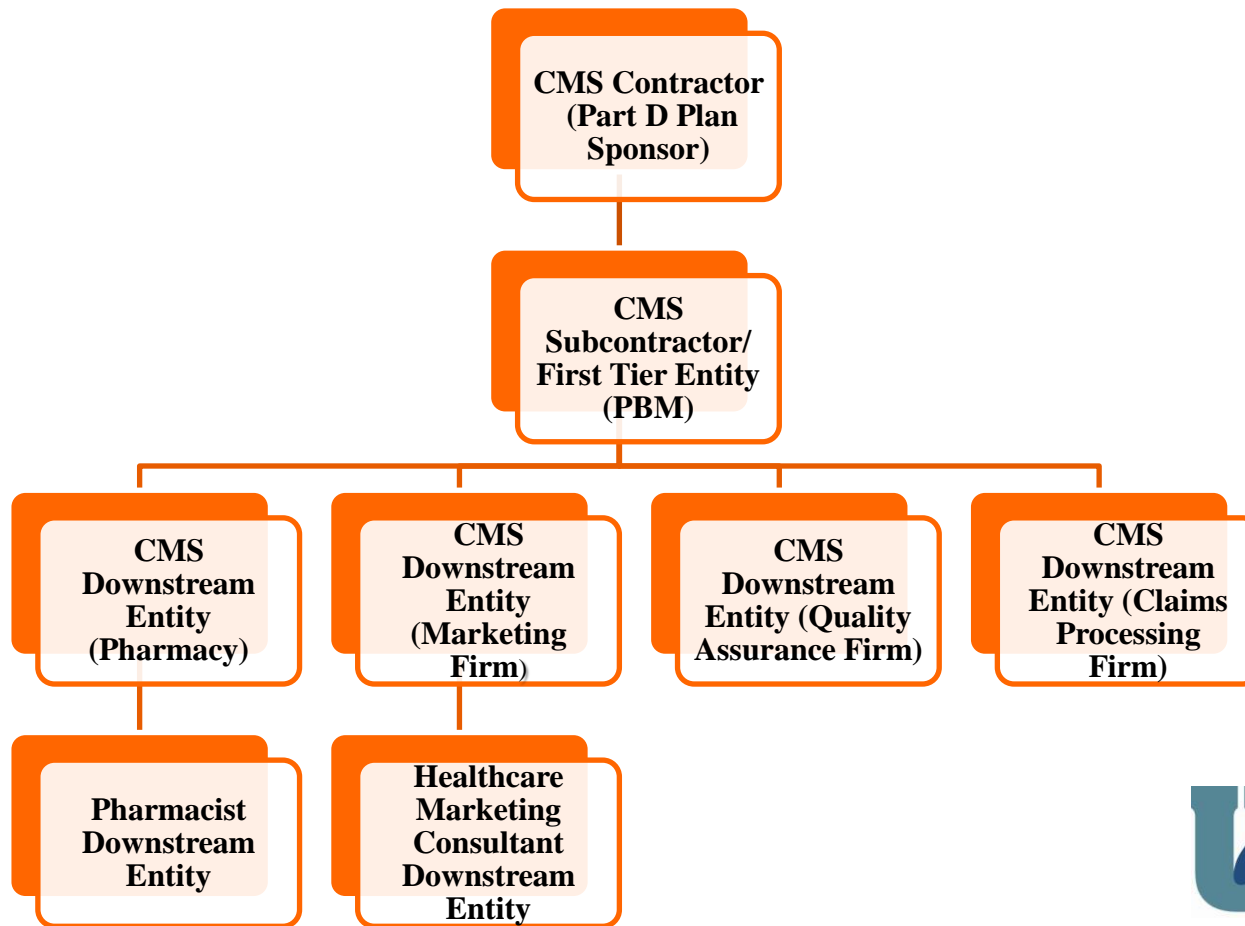 CMS Contractor
(Part D Plan
Sponsor)
CMS
Subcontractor/
First Tier Entity
(PBM)
CMS
Downstream
Entity
(Pharmacy)
CMS
Downstream
Entity
(Marketing
Firm)
CMS
Downstream
Entity (Quality
Assurance Firm)
CMS
Downstream
Entity (Claims
Processing
Firm)
Pharmacist
Downstream
Entity
Healthcare
Marketing
Consultant
Downstream
Entity